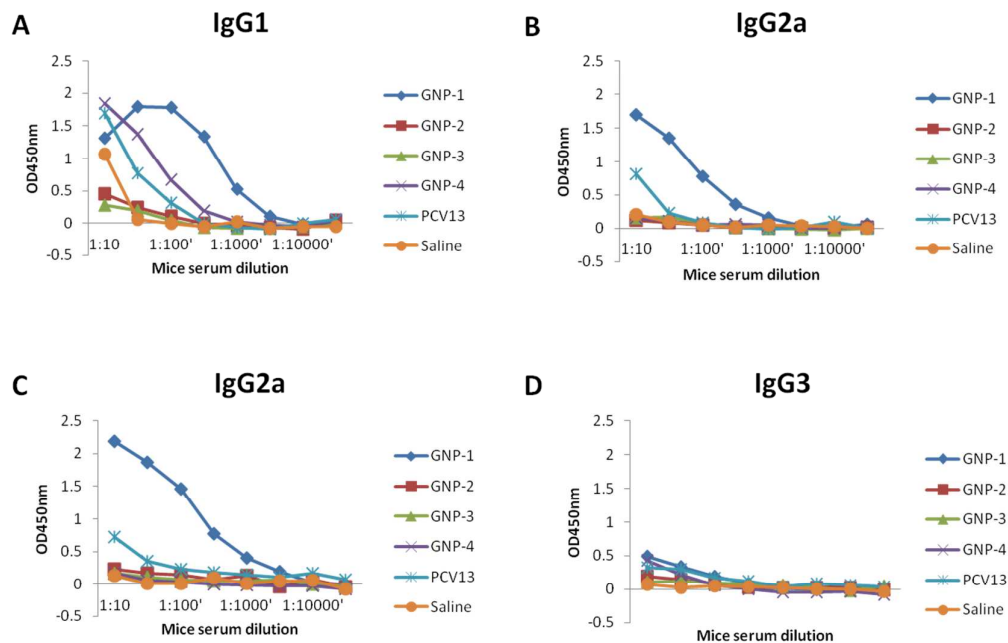 A
IgG1
2.5
2
1.5
1
0.5
0
-0.5
OD450nm
1:10 1:100' 1:1000' 1:10000'
Mice serum dilution
GNP-1
GNP-2
GNP-3
GNP-4
PCV13
Saline
B
IgG2a
2.5
2
1.5
1
0.5
0
-0.5
OD450nm
1:10 1:100' 1:1000' 1:10000'
Mice serum dilution
GNP-1
GNP-2
GNP-3
GNP-4
PCV13
Saline
C
IgG2a
2.5
2
1.5
1
0.5
0
-0.5
OD450nm
1:10 1:100' 1:1000' 1:10000'
Mice serum dilution
GNP-1
GNP-2
GNP-3
GNP-4
PCV13
Saline
D
IgG3
2.5
2
1.5
1
0.5
0
-0.5
OD450nm
Mice serum dilution
GNP-1
GNP-2
GNP-3
GNP-4
PCV13
Saline